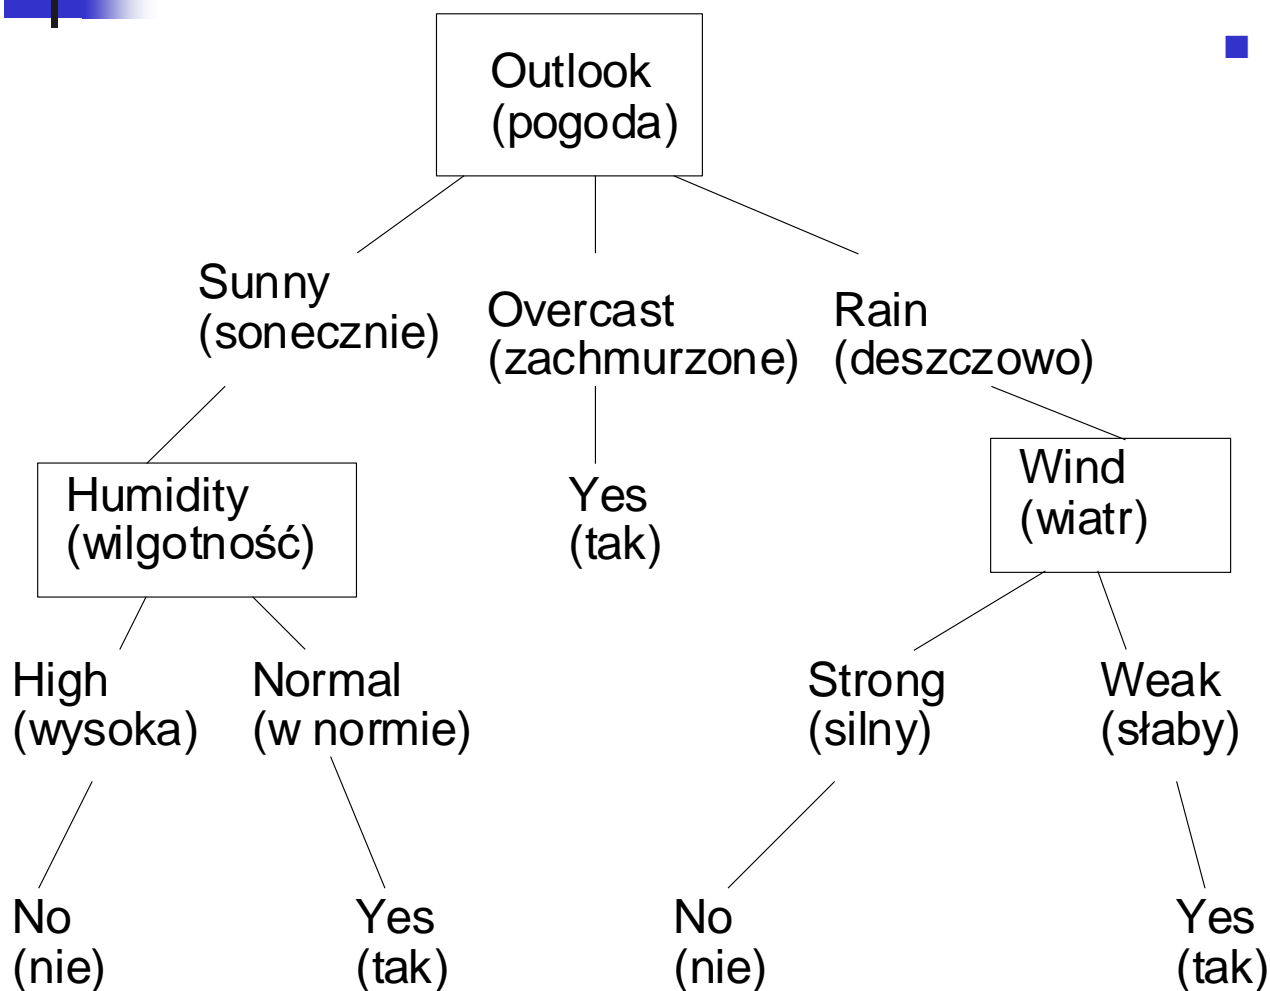 Outlook
(pogoda)
Sunny
(sonecznie)
Overcast
(zachmurzone)
Rain
(deszczowo)
Humidity
(wilgotność)
Yes
(tak)
Wind
(wiatr)
High
(wysoka)
Normal
(w normie)
Strong
(silny)
Weak
(słaby)
No
(nie)
Yes
(tak)
No
(nie)
Yes
(tak)